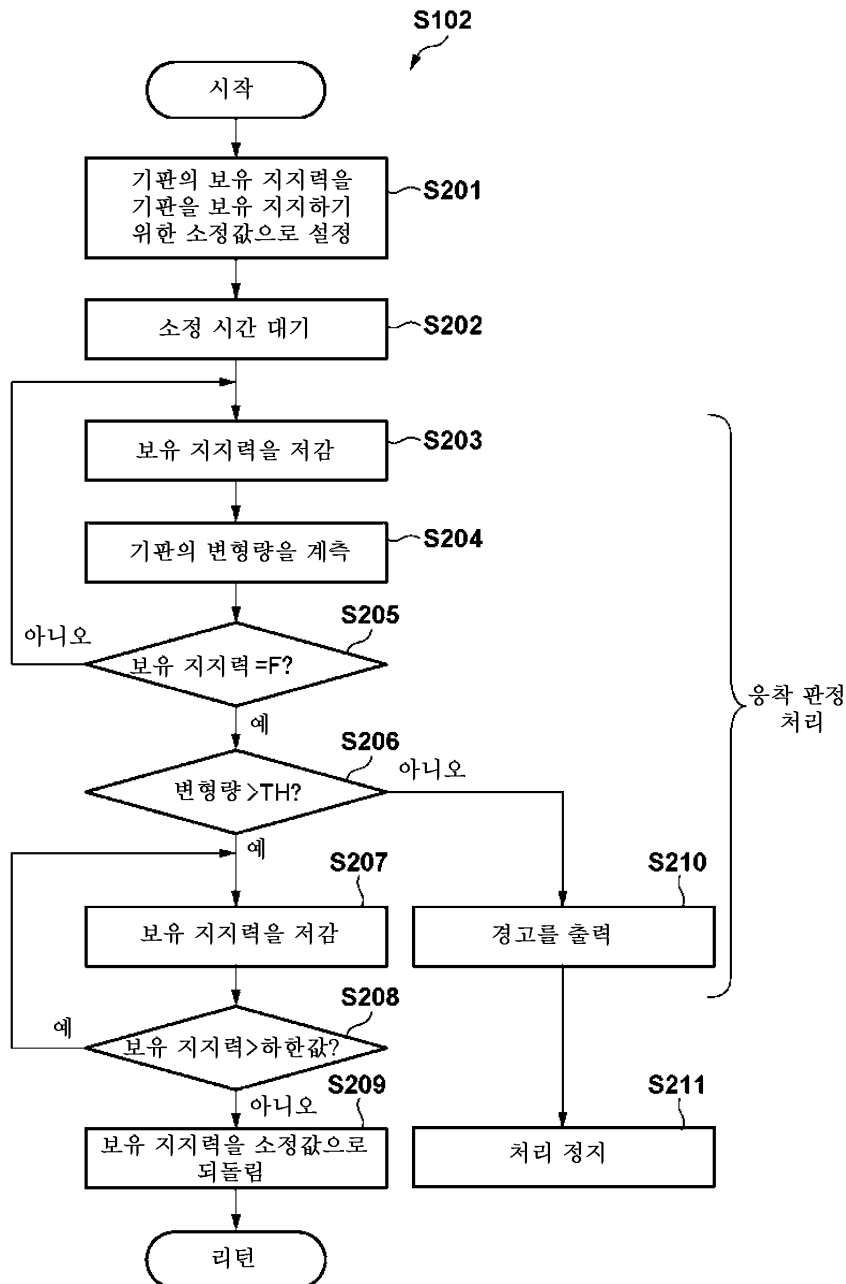 S102
시작
기판의 보유 지지력을
기판을 보유 지지하기
위한 소정값으로 설정
S201
소정 시간 대기
S202
보유 지지력을 저감
S203
기판의 변형량을 계측
S204
S205
아니오
보유 지지력=F?
예
응착 판정
처리
S206
아니오
변형량>TH?
예
S207
보유 지지력을 저감
S210
경고를 출력
S208
예
보유 지지력>하한값?
아니오
S209
보유 지지력을 소정값으로
되돌림
S211
처리 정지
리턴